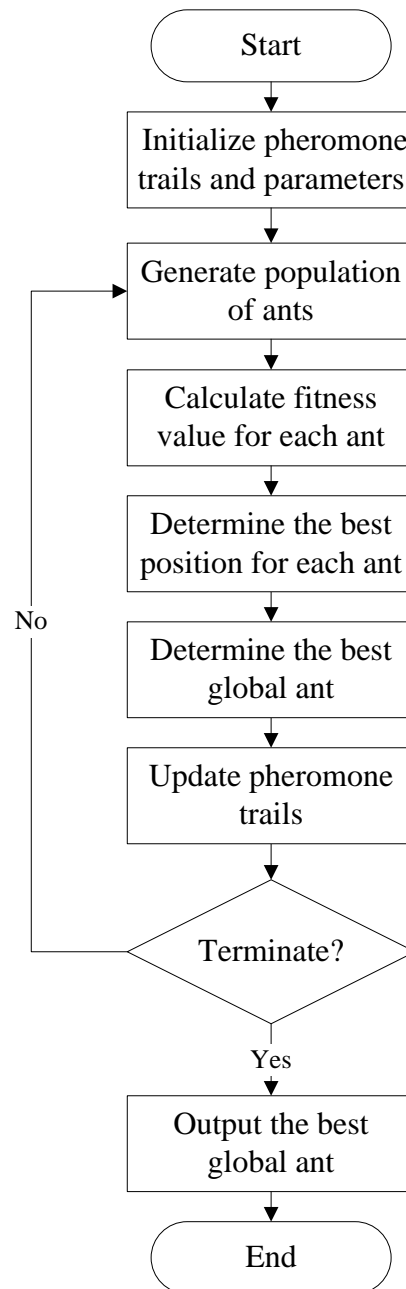 Start
Initialize pheromone
trails and parameters
Generate population
of ants
Calculate fitness
value for each ant
Determine the best
position for each ant
No
Determine the best
global ant
Update pheromone
trails
Terminate?
Yes
Output the best
global ant
End